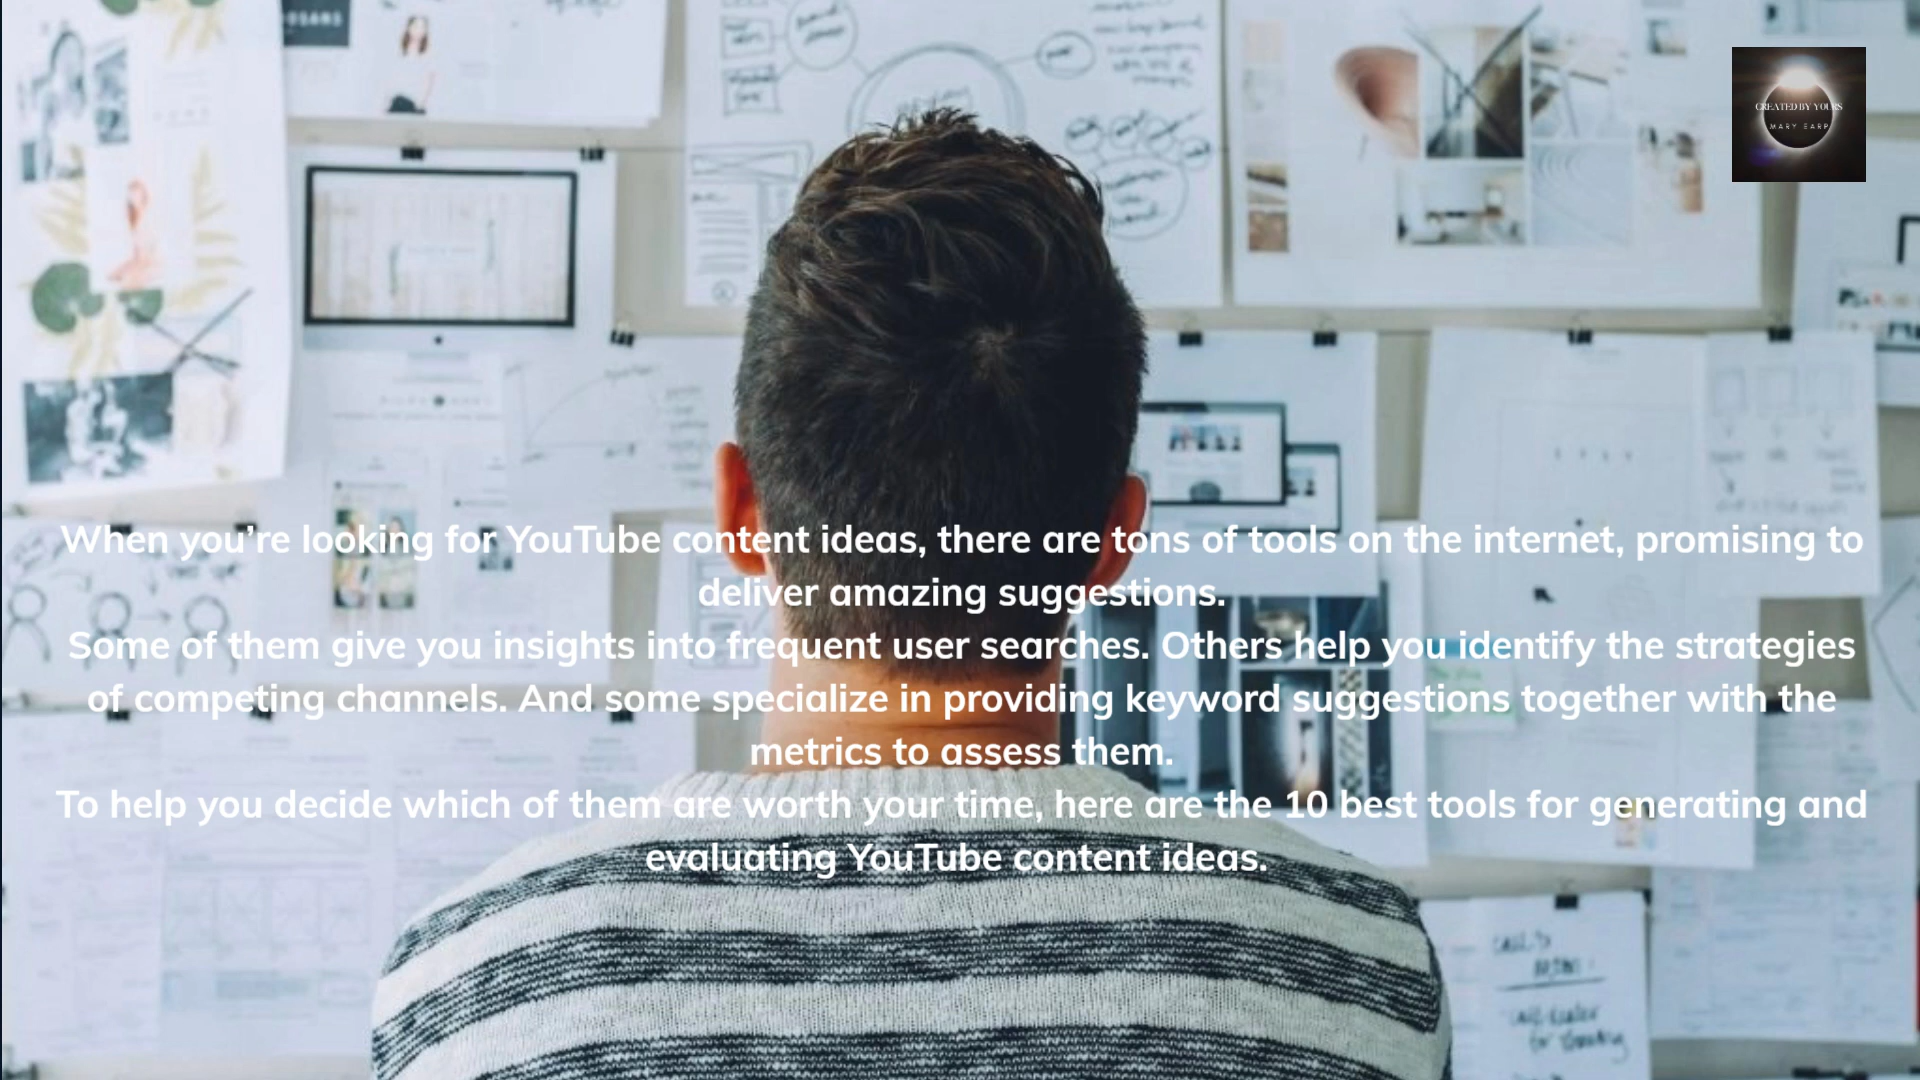 CREATED BY YOURS
MARY EARP
When you’re looking for YouTube content ideas, there are tons of tools on the internet, promising to
deliver amazing suggestions.
Some of them give you insights into frequent user searches. Others help you identify the strategies
of competing channels. And some specialize in providing keyword suggestions together with the
metrics to assess them.
To help you decide which of them are worth your time, here are the 10 best tools for generating and
evaluating YouTube content ideas.